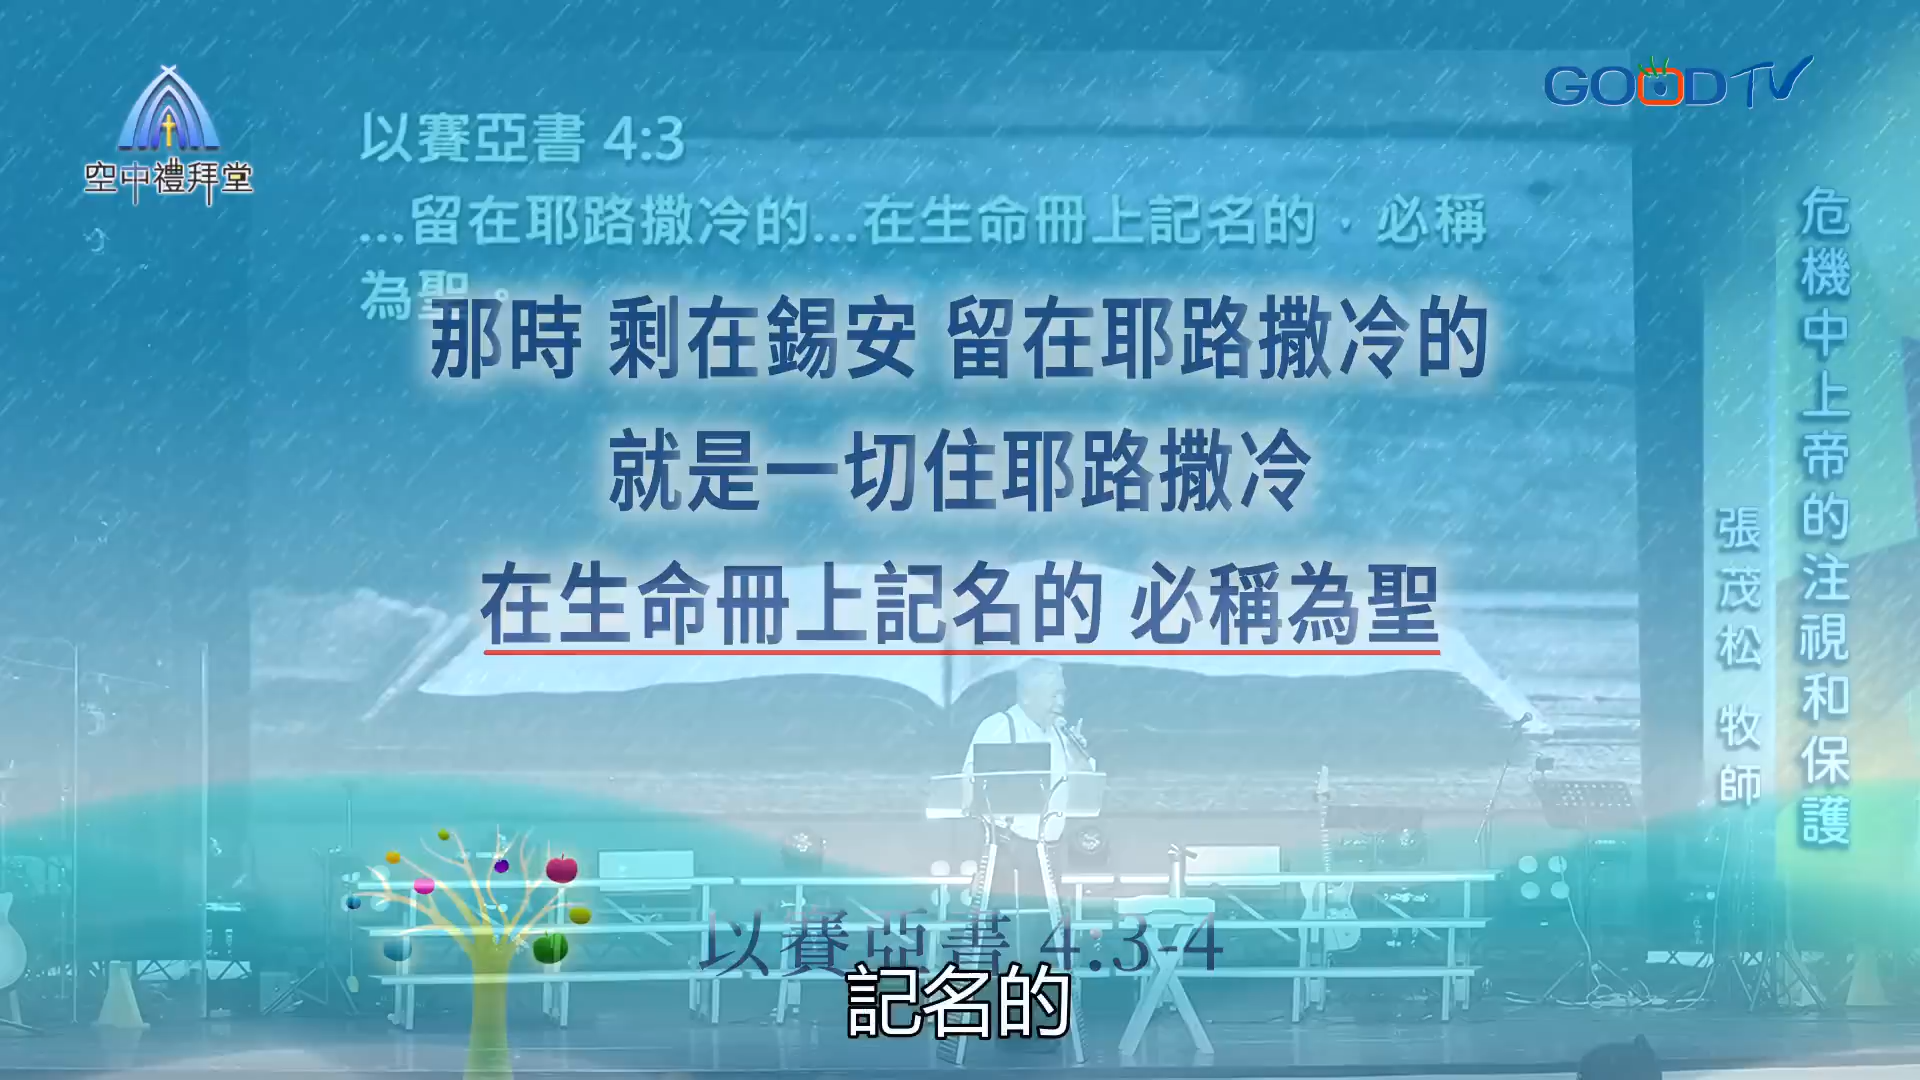 空中禮拜堂
GOODTV
以賽亞書 4:3
...留在耶路撒冷的...在生命冊上記名的，必稱
為聖。
那時 剩在錫安 留在耶路撒冷的
就是一切住耶路撒冷
在生命冊上記名的 必稱為聖
以賽亞書 4.3-4
記名的
危機中上帝的注視和保護
張茂松 牧師